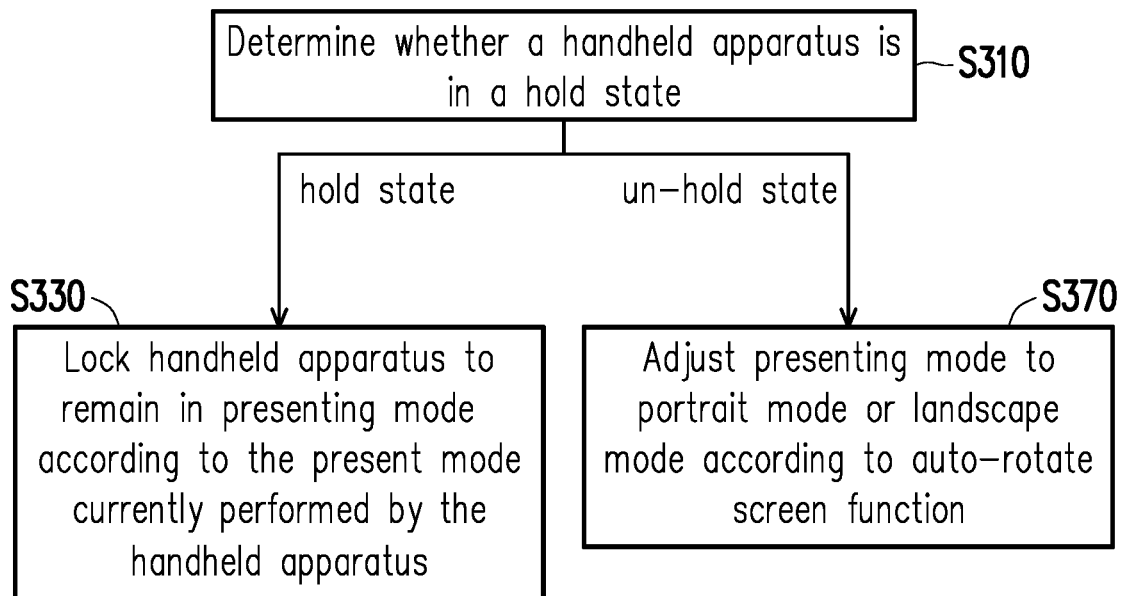 Determine whether a handheld apparatus is
in a hold state
S310
hold state
un-hold state
S330
S370
Lock handheld apparatus to
remain in presenting mode
according to the present mode
currently performed by the
handheld apparatus
Adjust presenting mode to
portrait mode or landscape
mode according to auto-rotate
screen function